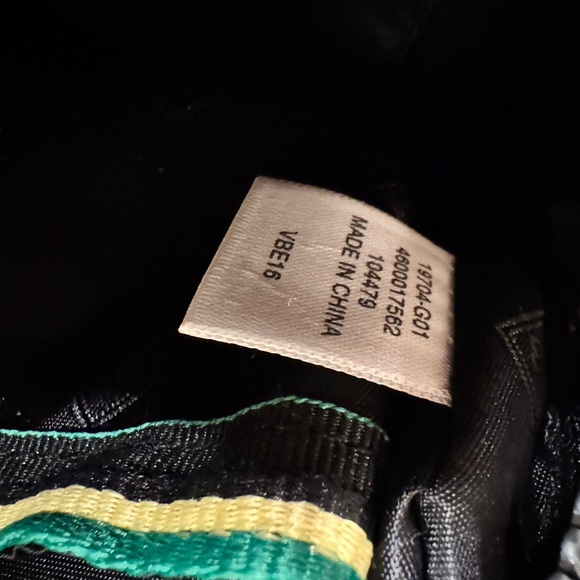 19704-G01
4600017562
104479
MADE IN CHINA
VBE16